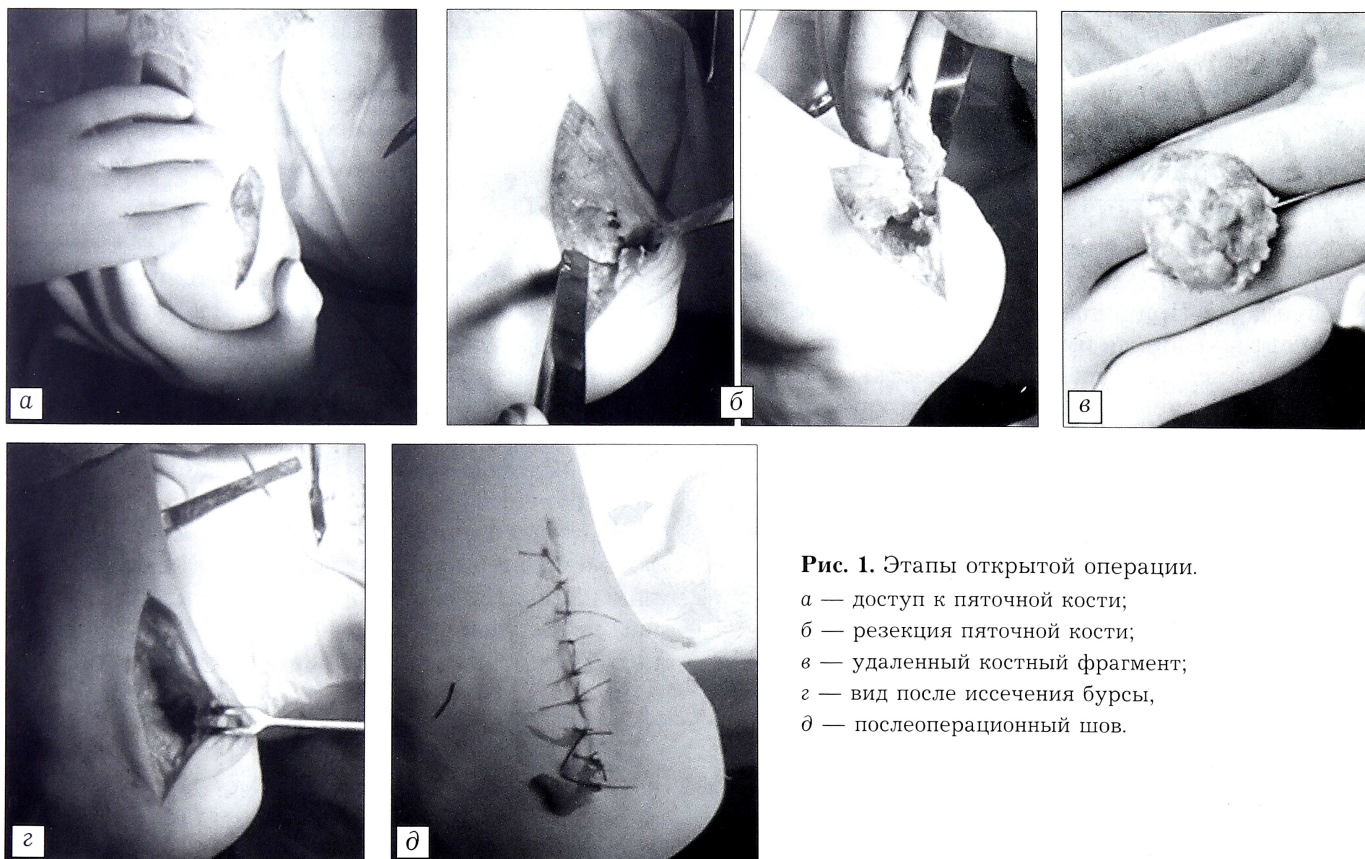 а
б
в
г
д
Рис. 1. Этапы открытой операции.
а — доступ к пяточной кости;
б — резекция пяточной кости;
в — удаленный костный фрагмент;
г — вид после иссечения бурсы,
д — послеоперационный шов.